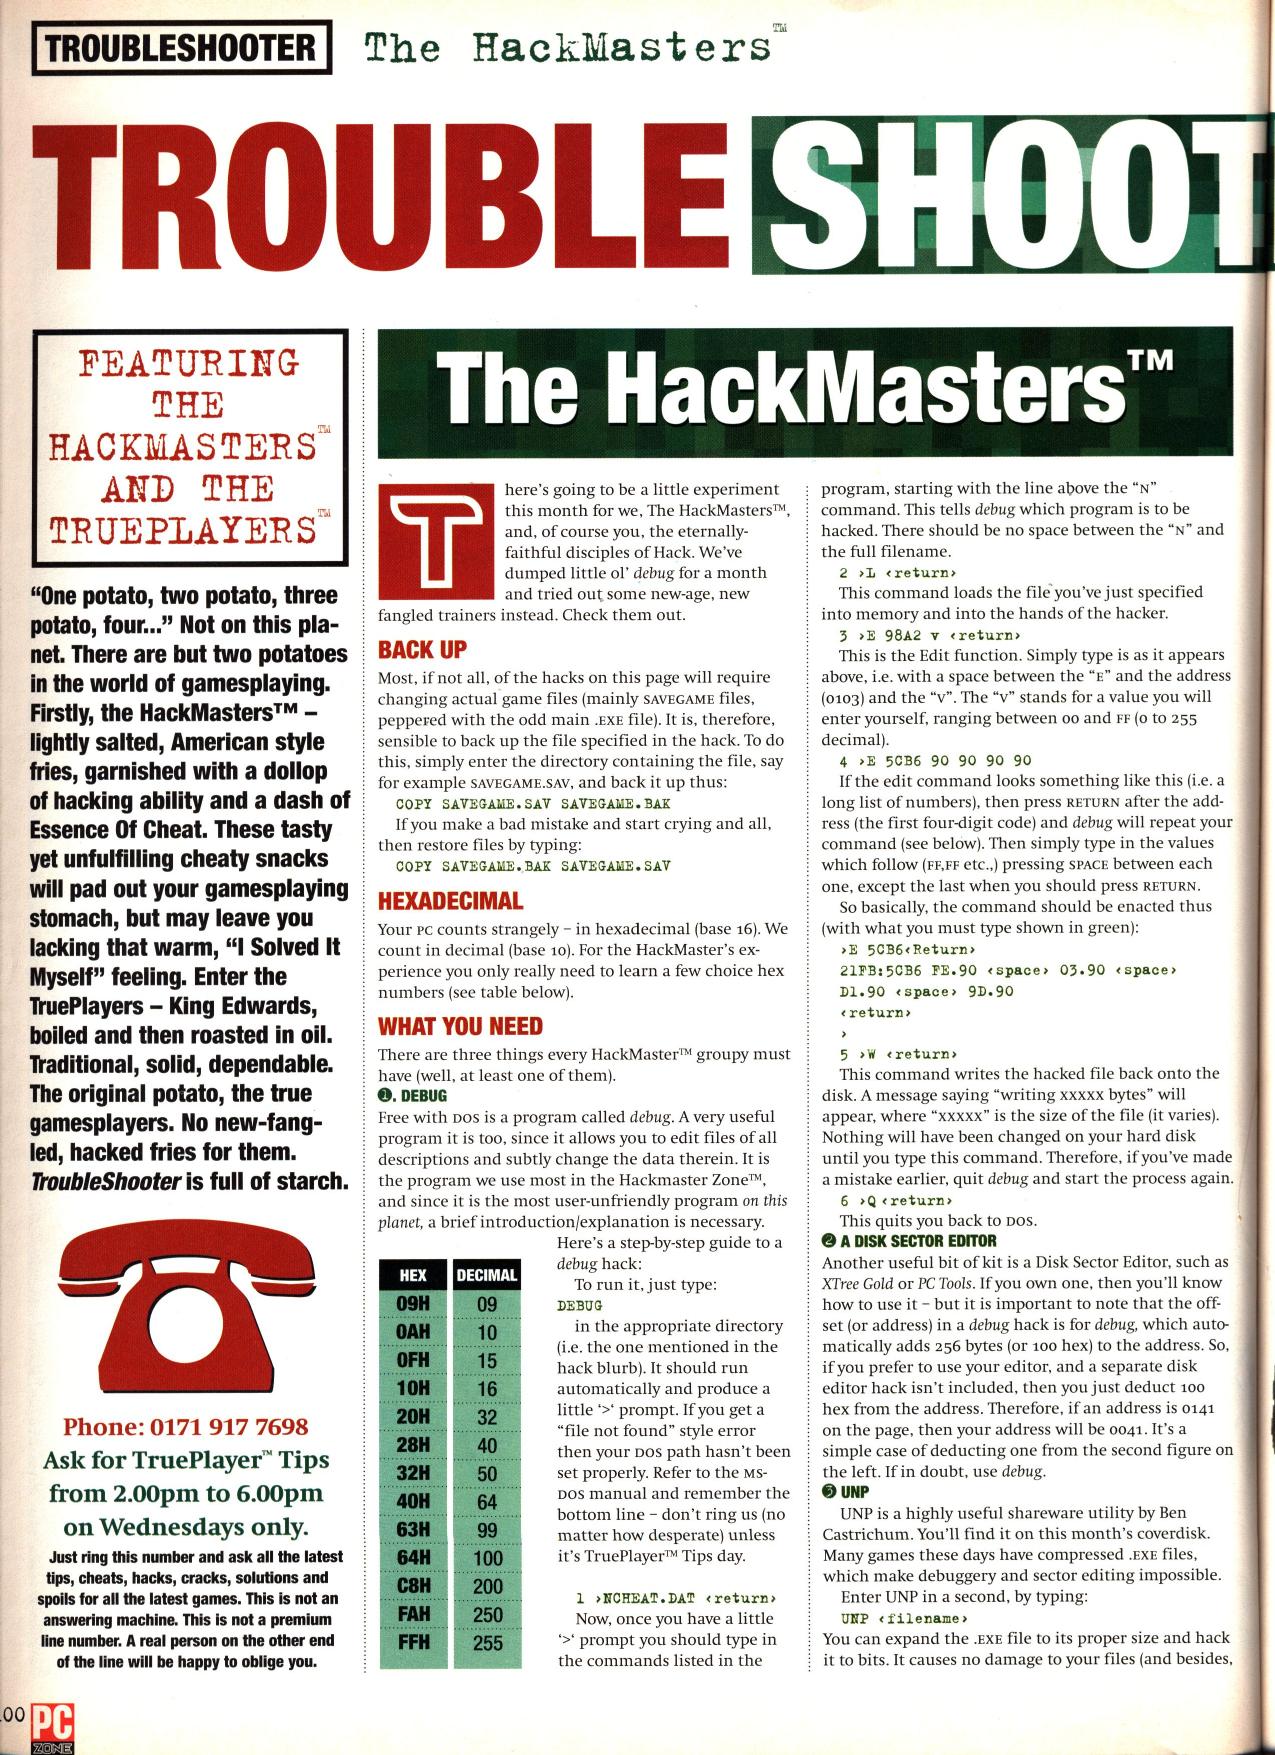 TROUBLESHOOTER The HackMasters™
TROUBLE SHOOT
FEATURING
THE
HACKMASTERS™
AND THE
TRUEPLAYERS™
“One potato, two potato, three
potato, four...” Not on this pla-
net. There are but two potatoes
in the world of gamesplaying.
Firstly, the HackMasters™ –
lightly salted, American style
fries, garnished with a dollop
of hacking ability and a dash of
Essence Of Cheat. These tasty
yet unfulfilling cheaty snacks
will pad out your gamesplaying
stomach, but may leave you
lacking that warm, “I Solved It
Myself” feeling. Enter the
TruePlayers – King Edwards,
boiled and then roasted in oil.
Traditional, solid, dependable.
The original potato, the true
gamesplayers. No new-fang-
led, hacked fries for them.
TroubleShooter is full of starch.
Phone: 0171 917 7698
Ask for TruePlayer™ Tips
from 2.00pm to 6.00pm
on Wednesdays only.
Just ring this number and ask all the latest
tips, cheats, hacks, cracks, solutions and
spoils for all the latest games. This is not an
answering machine. This is not a premium
line number. A real person on the other end
of the line will be happy to oblige you.
The HackMasters™
There's going to be a little experiment
this month for we, The HackMasters™,
and, of course you, the eternally-
faithful disciples of Hack. We've
dumped little ol' debug for a month
and tried out some new-age, new
fangled trainers instead. Check them out.
BACK UP
Most, if not all, of the hacks on this page will require
changing actual game files (mainly SAVEGAME files,
peppered with the odd main .EXE file). It is, therefore,
sensible to back up the file specified in the hack. To do
this, simply enter the directory containing the file, say
for example SAVEGAME.SAV, and back it up thus:
COPY SAVEGAME.SAV SAVEGAME.BAK
If you make a bad mistake and start crying and all,
then restore files by typing:
COPY SAVEGAME.BAK SAVEGAME.SAV
HEXADECIMAL
Your PC counts strangely – in hexadecimal (base 16). We
count in decimal (base 10). For the HackMaster's ex-
perience you only really need to learn a few choice hex
numbers (see table below).
WHAT YOU NEED
There are three things every HackMaster™ groupy must
have (well, at least one of them).
❶. DEBUG
Free with DOS is a program called debug. A very useful
program it is too, since it allows you to edit files of all
descriptions and subtly change the data therein. It is
the program we use most in the Hackmaster Zone™,
and since it is the most user-unfriendly program on this
planet, a brief introduction/explanation is necessary.
HEX DECIMAL
09H 09
0AH 10
0FH 15
10H 16
20H 32
28H 40
32H 50
40H 64
63H 99
64H 100
C8H 200
FAH 250
FFH 255
Here's a step-by-step guide to a
debug hack:
To run it, just type:
DEBUG
in the appropriate directory
(i.e. the one mentioned in the
hack blurb). It should run
automatically and produce a
little ‘>’ prompt. If you get a
“file not found” style error
then your DOS path hasn't been
set properly. Refer to the MS-
DOS manual and remember the
bottom line – don't ring us (no
matter how desperate) unless
it's TruePlayer™ Tips day.
1 >NCHEAT.DAT <return>
Now, once you have a little
‘>’ prompt you should type in
the commands listed in the
program, starting with the line above the “N”
command. This tells debug which program is to be
hacked. There should be no space between the “N” and
the full filename.
2 >L <return>
This command loads the file you've just specified
into memory and into the hands of the hacker.
3 >E 98A2 v <return>
This is the Edit function. Simply type is as it appears
above, i.e. with a space between the “E” and the address
(0103) and the “V”. The “V” stands for a value you will
enter yourself, ranging between 00 and FF (0 to 255
decimal).
4 >E 5CB6 90 90 90 90
If the edit command looks something like this (i.e. a
long list of numbers), then press RETURN after the add-
ress (the first four-digit code) and debug will repeat your
command (see below). Then simply type in the values
which follow (FF,FF etc.,) pressing SPACE between each
one, except the last when you should press RETURN.
So basically, the command should be enacted thus
(with what you must type shown in green):
>E 5CB6<Return>
21FB:5CB6 FE.90 <space> 03.90 <space>
D1.90 <space> 9D.90
<return>
>
5 >W <return>
This command writes the hacked file back onto the
disk. A message saying “writing xxxxx bytes” will
appear, where “xxxxx” is the size of the file (it varies).
Nothing will have been changed on your hard disk
until you type this command. Therefore, if you've made
a mistake earlier, quit debug and start the process again.
6 >Q <return>
This quits you back to DOS.
❷ A DISK SECTOR EDITOR
Another useful bit of kit is a Disk Sector Editor, such as
XTree Gold or PC Tools. If you own one, then you'll know
how to use it – but it is important to note that the off-
set (or address) in a debug hack is for debug, which auto-
matically adds 256 bytes (or 100 hex) to the address. So,
if you prefer to use your editor, and a separate disk
editor hack isn't included, then you just deduct 100
hex from the address. Therefore, if an address is 0141
on the page, then your address will be 0041. It's a
simple case of deducting one from the second figure on
the left. If in doubt, use debug.
❸ UNP
UNP is a highly useful shareware utility by Ben
Castrichum. You'll find it on this month's coverdisk.
Many games these days have compressed .EXE files,
which make debuggery and sector editing impossible.
Enter UNP in a second, by typing:
UNP <filename>
You can expand the .EXE file to its proper size and hack
it to bits. It causes no damage to your files (and besides,
00 PC
ZONE